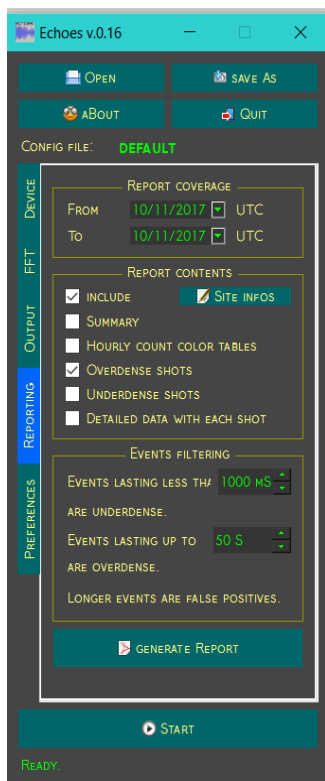 Echoes v.0.16
Open
save As
aBout
Quit
Config file: DEFAULT
Device
FFT
Output
Reporting
Preferences
Report coverage
From 10/11/2017 UTC
To 10/11/2017 UTC
Report contents
include
Site infos
Summary
Hourly count color tables
Overdense shots
Underdense shots
Detailed data with each shot
Events filtering
Events lasting less tha 1000 mS
are underdense.
Events lasting up to 50 S
are overdense.
Longer events are false positives.
generate Report
Start
Ready.